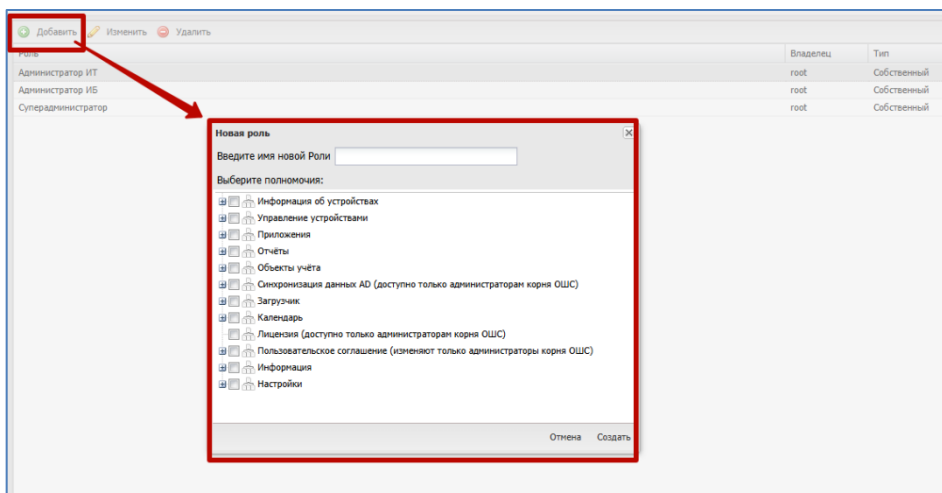 Добавить Изменить Удалить
Роль Владелец Тип
Администратор ИТ root Собственный
Администратор ИБ root Собственный
Суперадминистратор root Собственный
Новая роль
Введите имя новой Роли
Выберите полномочия:
Информация об устройствах
Управление устройствами
Приложения
Отчёты
Объекты учёта
Синхронизация данных AD (доступно только администраторам корня ОШС)
Загрузчик
Календарь
Лицензия (доступно только администраторам корня ОШС)
Пользовательское соглашение (изменяют только администраторы корня ОШС)
Информация
Настройки
Отмена Создать